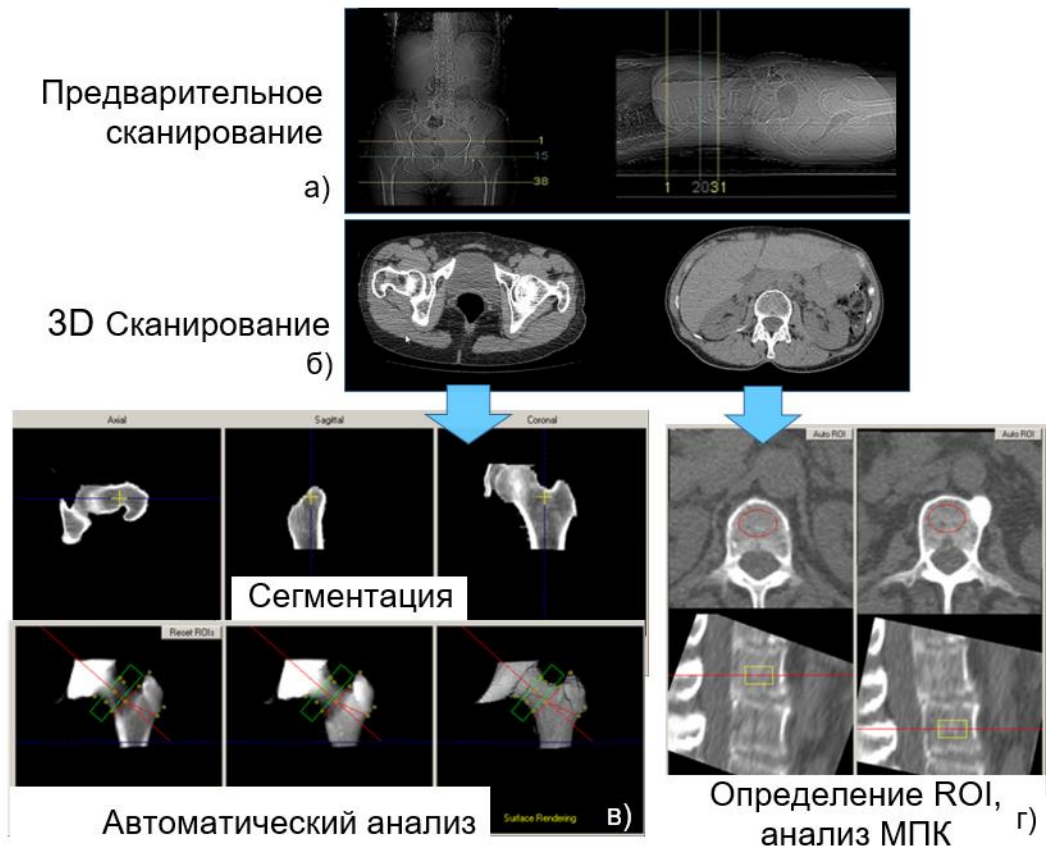 Предварительное
сканирование
а)
1
15
38
1 20 31
3D Сканирование
б)
Axial Sagittal Coronal
Сегментация
Reset ROIs
Автоматический анализ
Surface Rendering
в)
Auto ROI Auto ROI
Определение ROI,
анализ МПК
г)